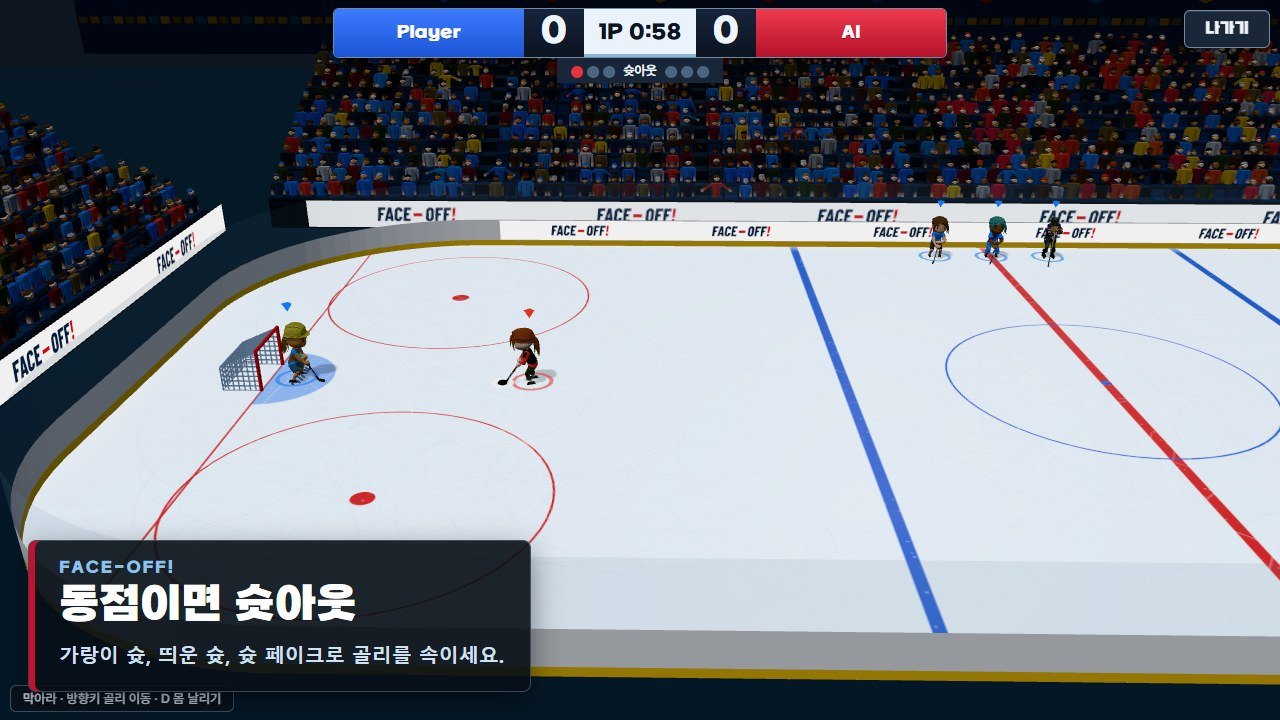 Player 0 1P 0:58 0 AI
나가기
슛아웃
FACE-OFF! FACE-OFF! FACE-OFF! FACE-OFF!
FACE-OFF! FACE-OFF! FACE-OFF! FACE-OFF! FACE-OFF!
FACE-OFF!
FACE-OFF!
FACE-OFF!
동점이면 슛아웃
가랑이 슛, 띄운 슛, 슛 페이크로 골리를 속이세요.
막아라 · 방향키 골리 이동 · D 몸 날리기